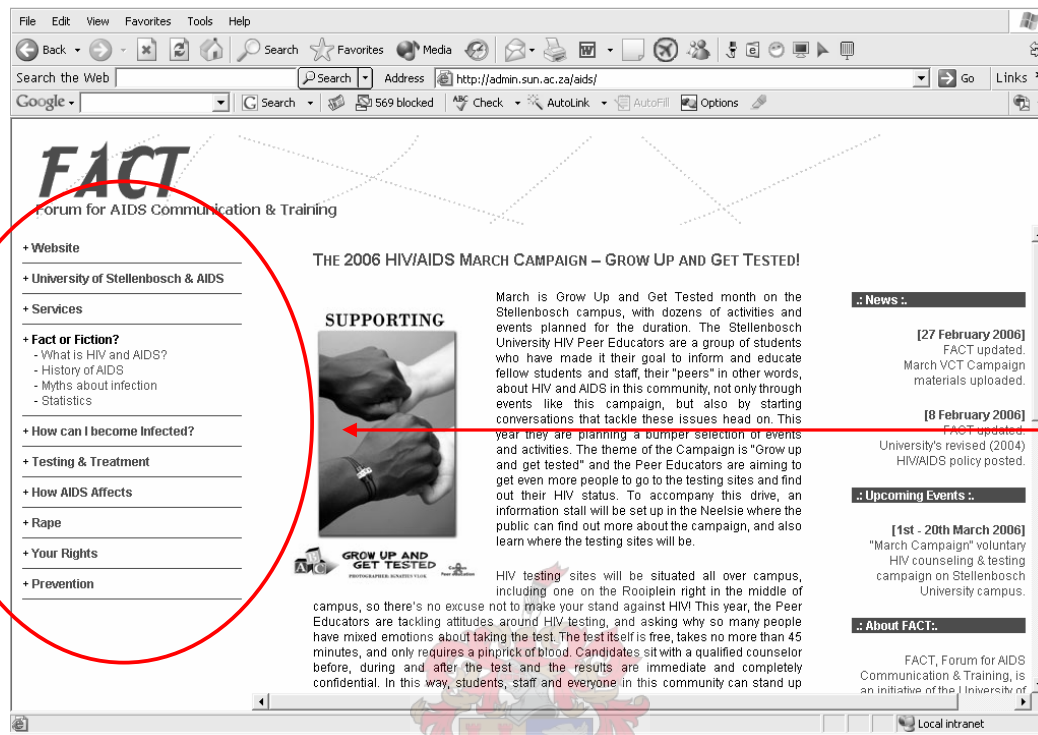 File Edit View Favorites Tools Help
Back Search Favorites Media
Search the Web Search Address http://admin.sun.ac.za/aids/ Go Links
Google Search 569 blocked Check AutoLink AutoFill Options
FACT
Forum for AIDS Communication & Training
+ Website
+ University of Stellenbosch & AIDS
+ Services
+ Fact or Fiction?
- What is HIV and AIDS?
- History of AIDS
- Myths about infection
- Statistics
+ How can I become Infected?
+ Testing & Treatment
+ How AIDS Affects
+ Rape
+ Your Rights
+ Prevention
THE 2006 HIV/AIDS MARCH CAMPAIGN – GROW UP AND GET TESTED!
SUPPORTING
GROW UP AND
GET TESTED
PHOTOGRAPHER: IGNATIUS VLOK
March is Grow Up and Get Tested month on the
Stellenbosch campus, with dozens of activities and
events planned for the duration. The Stellenbosch
University HIV Peer Educators are a group of students
who have made it their goal to inform and educate
fellow students and staff, their "peers" in other words,
about HIV and AIDS in this community, not only through
events like this campaign, but also by starting
conversations that tackle these issues head on. This
year they are planning a bumper selection of events
and activities. The theme of the Campaign is "Grow up
and get tested" and the Peer Educators are aiming to
get even more people to go to the testing sites and find
out their HIV status. To accompany this drive, an
information stall will be set up in the Neelsie where the
public can find out more about the campaign, and also
learn where the testing sites will be.
HIV testing sites will be situated all over campus,
including one on the Rooiplein right in the middle of
campus, so there's no excuse not to make your stand against HIV! This year, the Peer
Educators are tackling attitudes around HIV testing, and asking why so many people
have mixed emotions about taking the test. The test itself is free, takes no more than 45
minutes, and only requires a pinprick of blood. Candidates sit with a qualified counselor
before, during and after the test and the results are immediate and completely
confidential. In this way, students, staff and everyone in this community can stand up
.: News :.
[27 February 2006]
FACT updated.
March VCT Campaign
materials uploaded.
[8 February 2006]
FACT updated.
University's revised (2004)
HIV/AIDS policy posted.
.: Upcoming Events :.
[1st - 20th March 2006]
"March Campaign" voluntary
HIV counseling & testing
campaign on Stellenbosch
University campus.
.: About FACT:.
FACT, Forum for AIDS
Communication & Training, is
an initiative of the University of
Local intranet